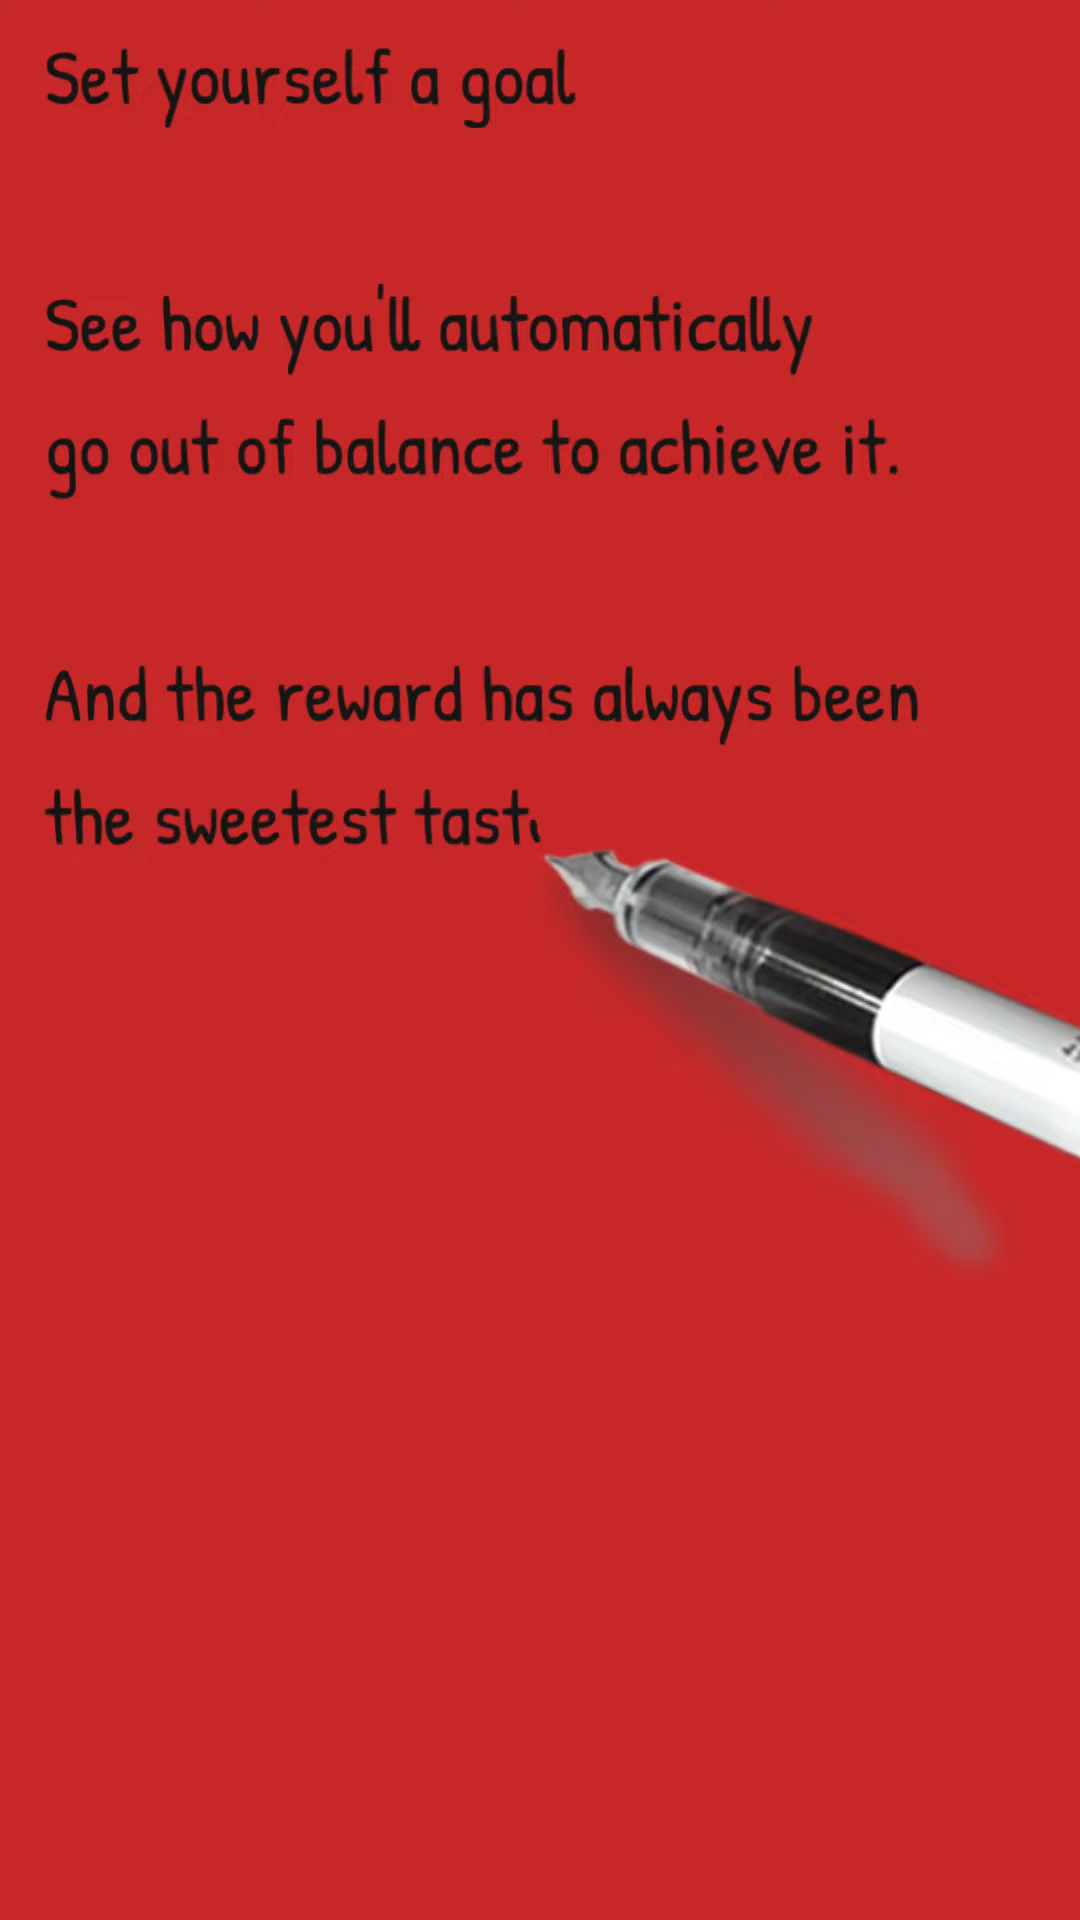 Set yourself a goal
See how you'll automatically
go out of balance to achieve it.
And the reward has always been
the sweetest